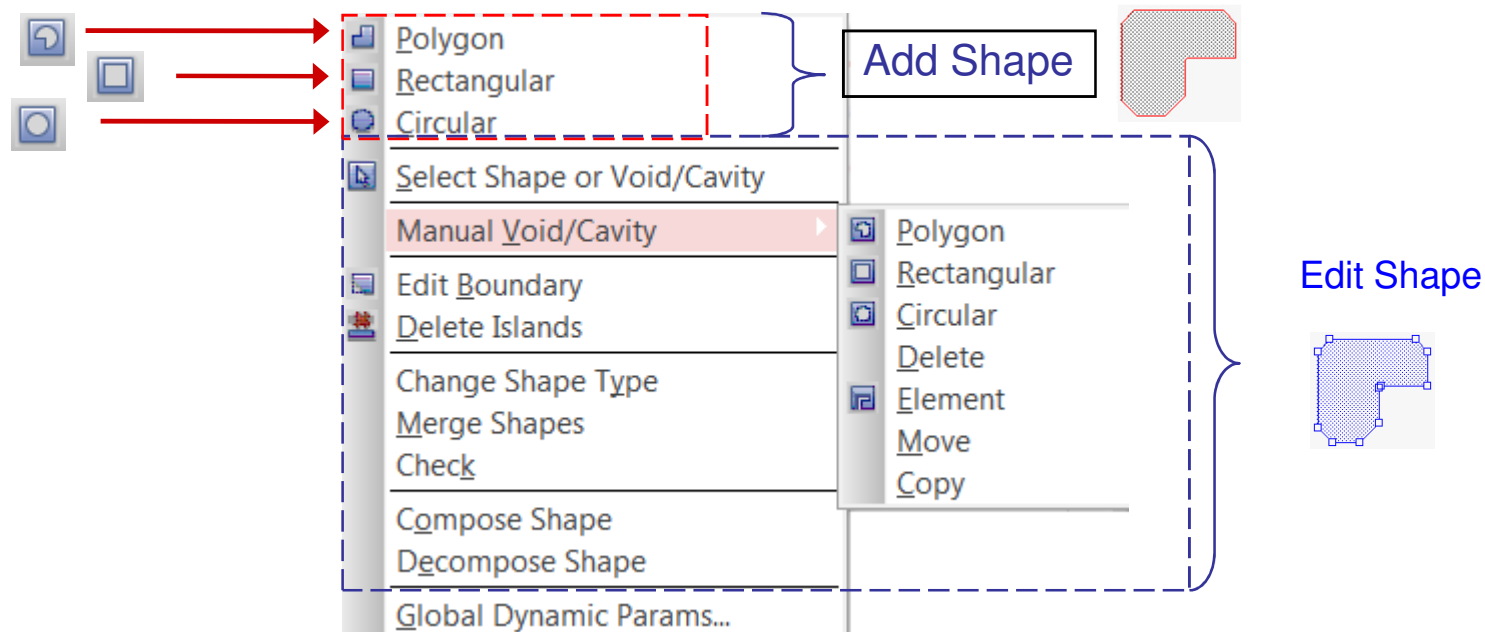 Polygon
Rectangular
Circular
Add Shape
Select Shape or Void/Cavity
Manual Void/Cavity
Edit Boundary
Delete Islands
Change Shape Type
Merge Shapes
Check
Compose Shape
Decompose Shape
Global Dynamic Params...
Polygon
Rectangular
Circular
Delete
Element
Move
Copy
Edit Shape